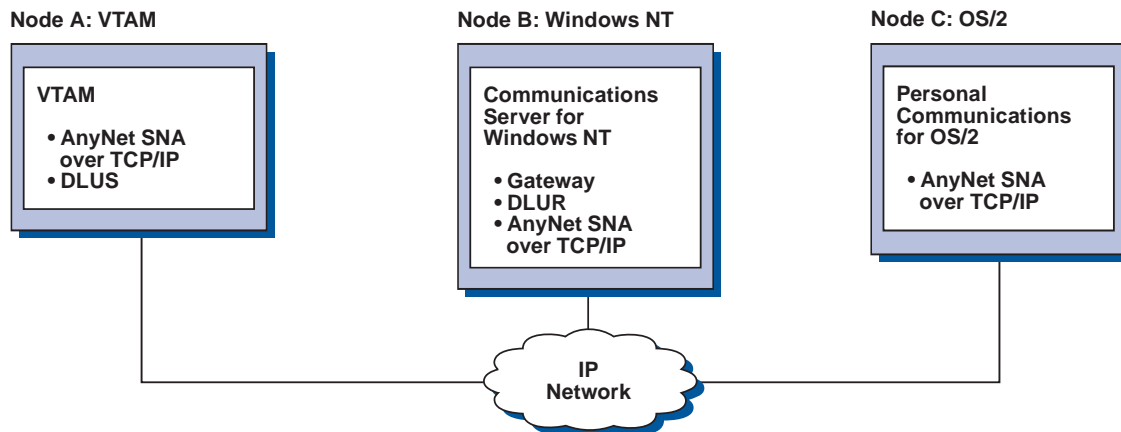 Node A: VTAM
VTAM
• AnyNet SNA
over TCP/IP
• DLUS
Node B: Windows NT
Communications
Server for
Windows NT
• Gateway
• DLUR
• AnyNet SNA
over TCP/IP
Node C: OS/2
Personal
Communications
for OS/2
• AnyNet SNA
over TCP/IP
IP
Network